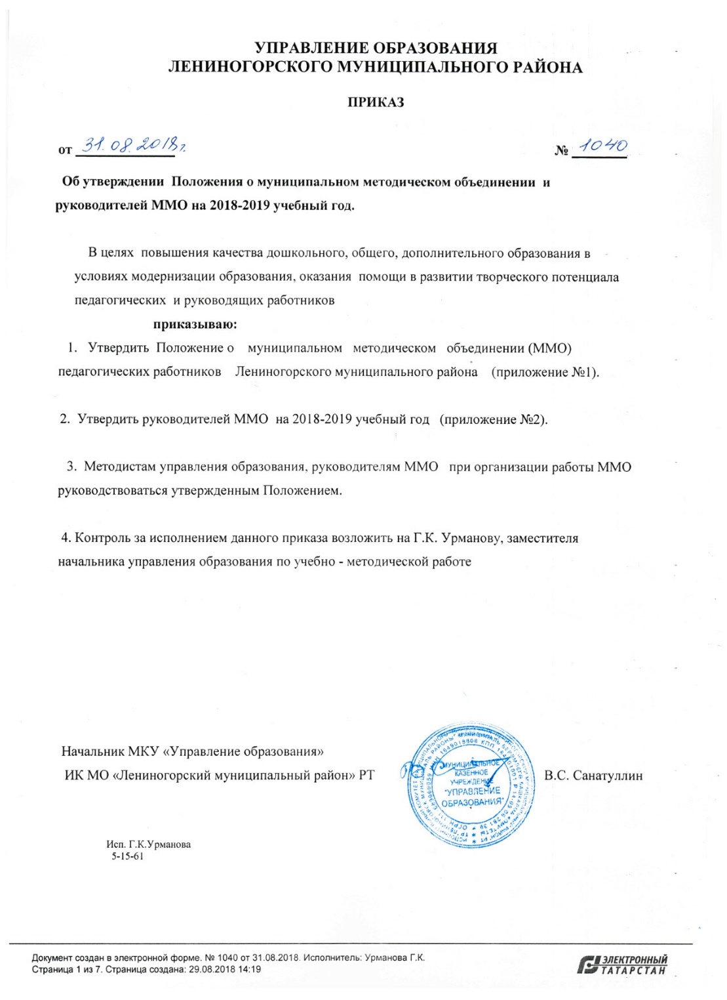 УПРАВЛЕНИЕ ОБРАЗОВАНИЯ
ЛЕНИНОГОРСКОГО МУНИЦИПАЛЬНОГО РАЙОНА
ПРИКАЗ
от 31.08.2018г. № 1040
Об утверждении Положения о муниципальном методическом объединении и
руководителей ММО на 2018-2019 учебный год.
В целях повышения качества дошкольного, общего, дополнительного образования в
условиях модернизации образования, оказания помощи в развитии творческого потенциала
педагогических и руководящих работников
приказываю:
1. Утвердить Положение о муниципальном методическом объединении (ММО)
педагогических работников Лениногорского муниципального района (приложение №1).
2. Утвердить руководителей ММО на 2018-2019 учебный год (приложение №2).
3. Методистам управления образования, руководителям ММО при организации работы ММО
руководствоваться утвержденным Положением.
4. Контроль за исполнением данного приказа возложить на Г.К. Урманову, заместителя
начальника управления образования по учебно - методической работе
Начальник МКУ «Управление образования»
ИК МО «Лениногорский муниципальный район» РТ В.С. Санатуллин
МУНИЦИПАЛЬНОЕ
КАЗЕННОЕ
УЧРЕЖДЕНИЕ
"УПРАВЛЕНИЕ
ОБРАЗОВАНИЯ"
Исп. Г.К.Урманова
5-15-61
Документ создан в электронной форме. № 1040 от 31.08.2018. Исполнитель: Урманова Г.К.
Страница 1 из 7. Страница создана: 29.08.2018 14:19
ЭЛЕКТРОННЫЙ
ТАТАРСТАН